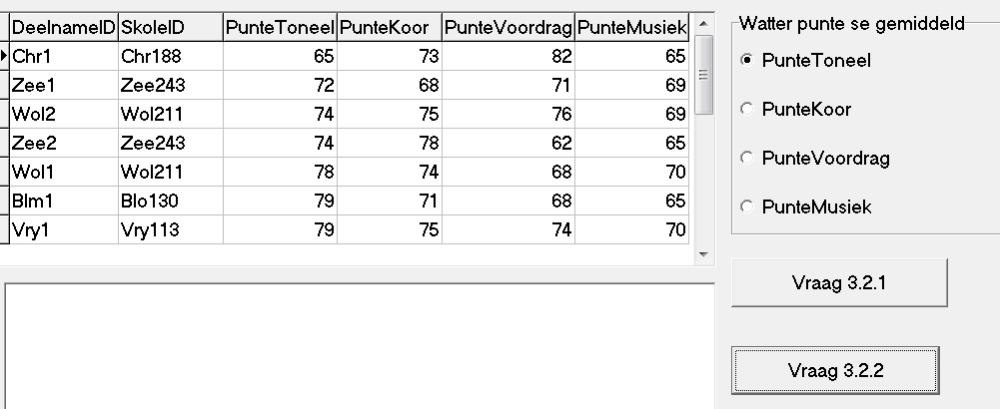 DeelnameID SkoleID PunteToneel PunteKoor PunteVoordrag PunteMusiek
Chr1 Chr188 65 73 82 65
Zee1 Zee243 72 68 71 69
Wol2 Wol211 74 75 76 69
Zee2 Zee243 74 78 62 65
Wol1 Wol211 78 74 68 70
Blm1 Blo130 79 71 68 65
Vry1 Vry113 79 75 74 70
Watter punte se gemiddeld
PunteToneel
PunteKoor
PunteVoordrag
PunteMusiek
Vraag 3.2.1
Vraag 3.2.2